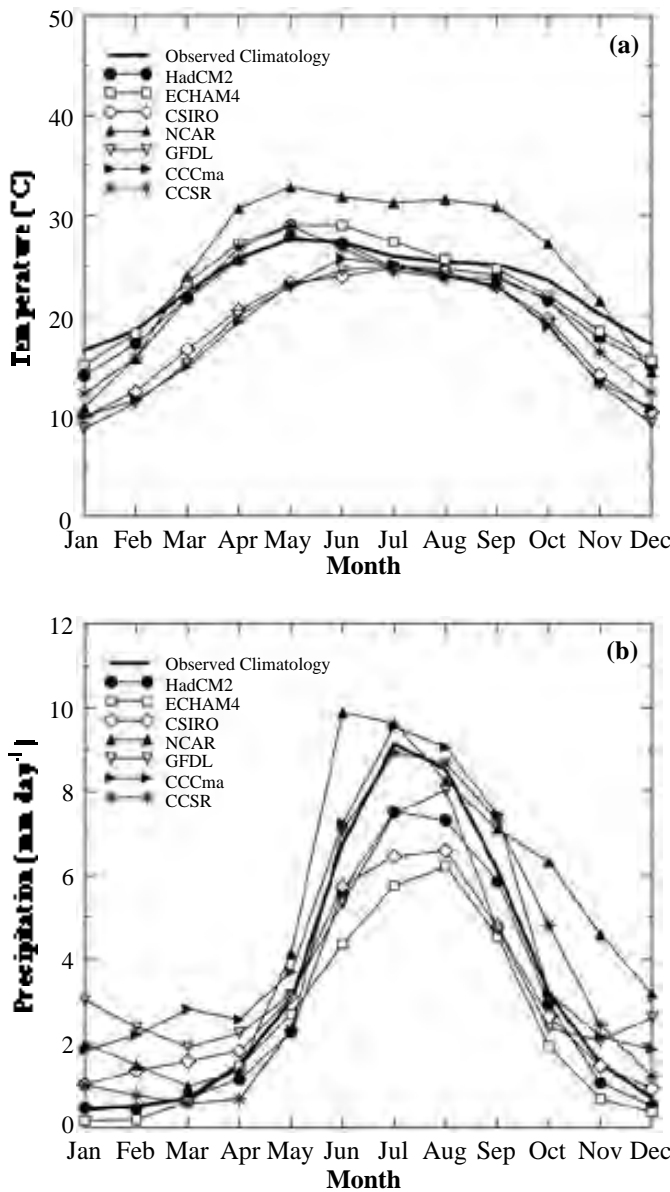 50
(a)
Observed Climatology
HadCM2
ECHAM4
CSIRO
NCAR
GFDL
CCCma
CCSR
40
30
20
10
0
Temperature (°C)
Jan Feb Mar Apr May Jun Jul Aug Sep Oct Nov Dec
Month
12
(b)
Observed Climatology
HadCM2
ECHAM4
CSIRO
NCAR
GFDL
CCCma
CCSR
10
8
6
4
2
0
Precipitation (mm day⁻¹)
Jan Feb Mar Apr May Jun Jul Aug Sep Oct Nov Dec
Month